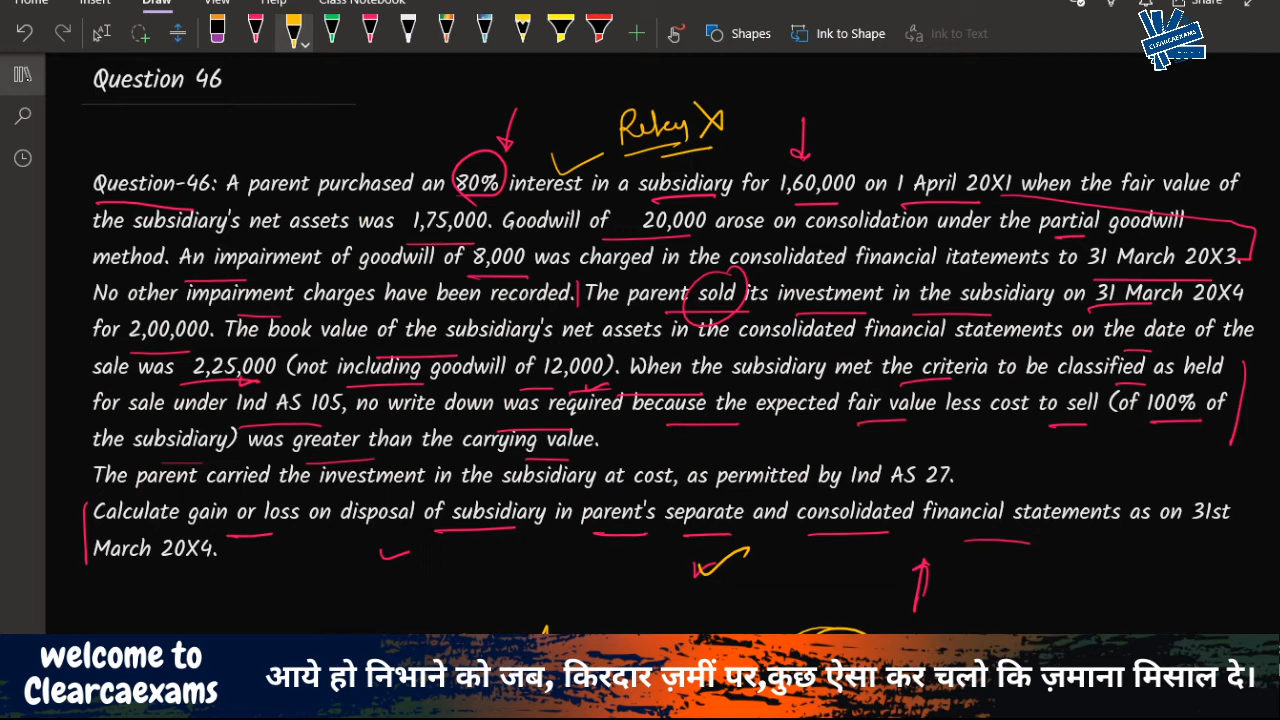 Home Insert Draw View Help Class Notebook Share
Shapes Ink to Shape Ink to Text
CLEARCAEXAMS
Question 46
Relay
Question-46: A parent purchased an 80% interest in a subsidiary for 1,60,000 on 1 April 20X1 when the fair value of
the subsidiary's net assets was 1,75,000. Goodwill of 20,000 arose on consolidation under the partial goodwill
method. An impairment of goodwill of 8,000 was charged in the consolidated financial itatements to 31 March 20X3.
No other impairment charges have been recorded. The parent sold its investment in the subsidiary on 31 March 20X4
for 2,00,000. The book value of the subsidiary's net assets in the consolidated financial statements on the date of the
sale was 2,25,000 (not including goodwill of 12,000). When the subsidiary met the criteria to be classified as held
for sale under Ind AS 105, no write down was required because the expected fair value less cost to sell (of 100% of
the subsidiary) was greater than the carrying value.
The parent carried the investment in the subsidiary at cost, as permitted by Ind AS 27.
Calculate gain or loss on disposal of subsidiary in parent's separate and consolidated financial statements as on 31st
March 20X4.
welcome to
Clearcaexams
आये हो निभाने को जब, किरदार ज़मीं पर,कुछ ऐसा कर चलो कि ज़माना मिसाल दे।